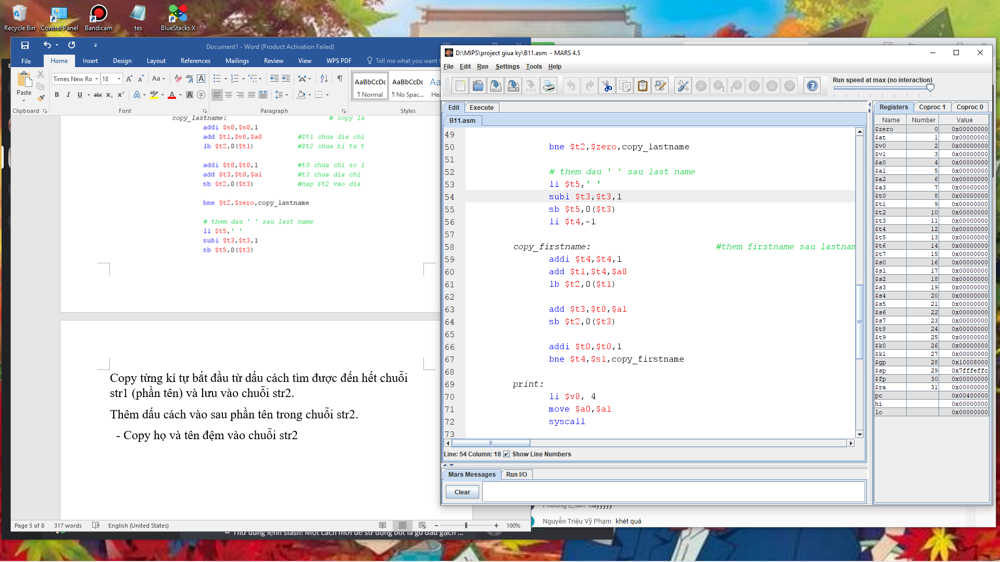 Recycle Bin
Control Panel
Bandicam
tes
BlueStacks X
Document1 - Word (Product Activation Failed)
File Home Insert Design Layout References Mailings Review View WPS PDF Tell me what you want t
Paste
Times New Ro 18
Aa
B I U abc x₂ x²
AaBbCcDc AaBbCcDc Aa
¶ Normal ¶ No Spac... Hea
Clipboard Font Paragraph Styles
copy_lastname: # copy la
addi $s0,$s0,1
add $t1,$s0,$a0 #$t1 chua dia chi
lb $t2,0($t1) #$t2 chua ki tu t
addi $t0,$t0,1 #t0 chua chi so i
add $t3,$t0,$a1 #t3 chua dia chi
sb $t2,0($t3) #nap $t2 vao dia
bne $t2,$zero,copy_lastname
# them dau ' ' sau last name
li $t5,' '
subi $t3,$t3,1
sb $t5,0($t3)
Copy từng kí tự bắt đầu từ dấu cách tìm được đến hết chuỗi
str1 (phần tên) và lưu vào chuỗi str2.
Thêm dấu cách vào sau phần tên trong chuỗi str2.
- Copy họ và tên đệm vào chuỗi str2
Page 5 of 8 317 words English (United States) 100%
D:\MIPS\project giua ky\B11.asm - MARS 4.5
File Edit Run Settings Tools Help
Run speed at max (no interaction)
Edit Execute
B11.asm
49
50 bne $t2,$zero,copy_lastname
51
52 # them dau ' ' sau last name
53 li $t5,' '
54 subi $t3,$t3,1
55 sb $t5,0($t3)
56 li $t4,-1
57
58 copy_firstname: #them firstname sau lastnam
59 addi $t4,$t4,1
60 add $t1,$t4,$a0
61 lb $t2,0($t1)
62
63 add $t3,$t0,$a1
64 sb $t2,0($t3)
65
66 addi $t0,$t0,1
67 bne $t4,$s1,copy_firstname
68
69 print:
70 li $v0, 4
71 move $a0,$a1
72 syscall
73
Line: 54 Column: 18 Show Line Numbers
Mars Messages Run I/O
Clear
Registers Coproc 1 Coproc 0
Name Number Value
$zero 0 0x00000000
$at 1 0x00000000
$v0 2 0x00000000
$v1 3 0x00000000
$a0 4 0x00000000
$a1 5 0x00000000
$a2 6 0x00000000
$a3 7 0x00000000
$t0 8 0x00000000
$t1 9 0x00000000
$t2 10 0x00000000
$t3 11 0x00000000
$t4 12 0x00000000
$t5 13 0x00000000
$t6 14 0x00000000
$t7 15 0x00000000
$s0 16 0x00000000
$s1 17 0x00000000
$s2 18 0x00000000
$s3 19 0x00000000
$s4 20 0x00000000
$s5 21 0x00000000
$s6 22 0x00000000
$s7 23 0x00000000
$t8 24 0x00000000
$t9 25 0x00000000
$k0 26 0x00000000
$k1 27 0x00000000
$gp 28 0x10008000
$sp 29 0x7fffeffc
$fp 30 0x00000000
$ra 31 0x00000000
pc 0x00400000
hi 0x00000000
lo 0x00000000
Nguyễn Triệu Vỹ Phạm khét quá
Thử dùng lệnh slash! Một cách mới để sử dụng bot là gõ dấu gạch ...